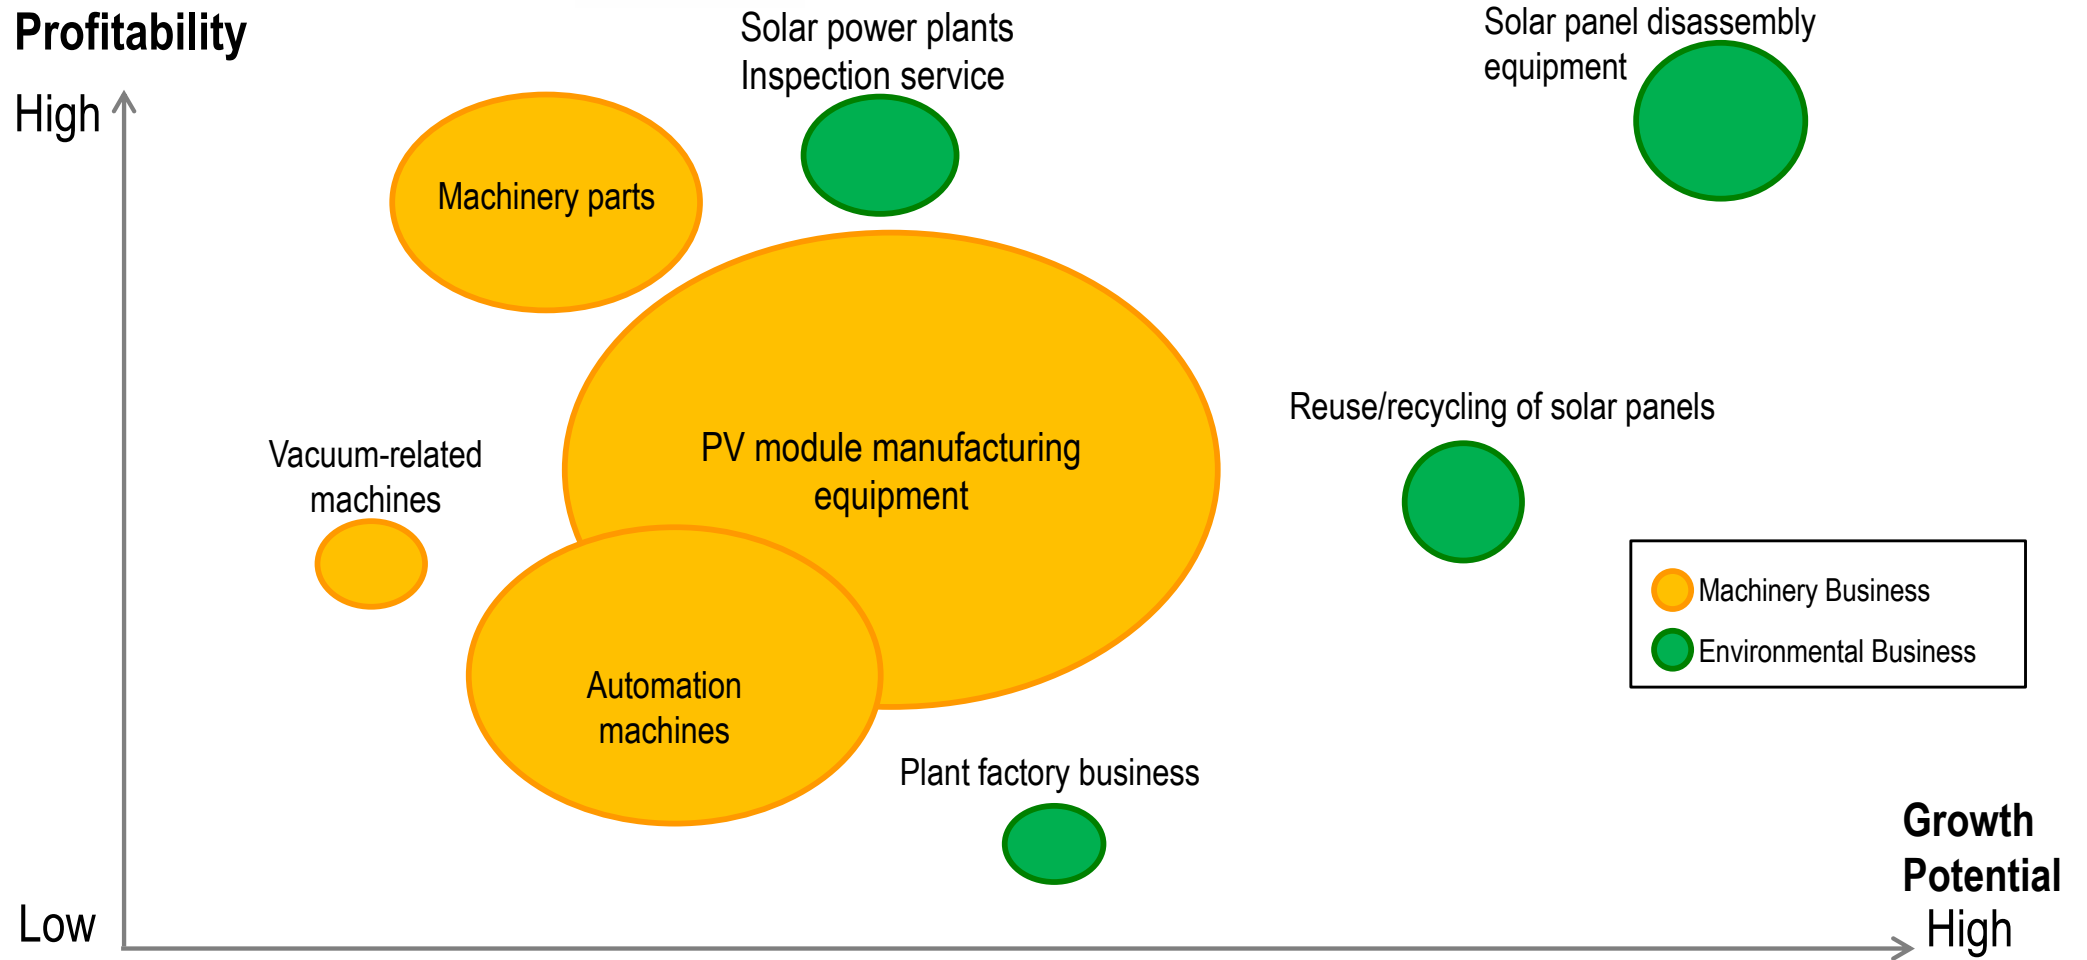 Profitability
High
Solar power plants
Inspection service
Solar panel disassembly
equipment
Machinery parts
Reuse/recycling of solar panels
PV module manufacturing
equipment
Vacuum-related
machines
Machinery Business
Environmental Business
Automation
machines
Plant factory business
Growth
Potential
High
Low